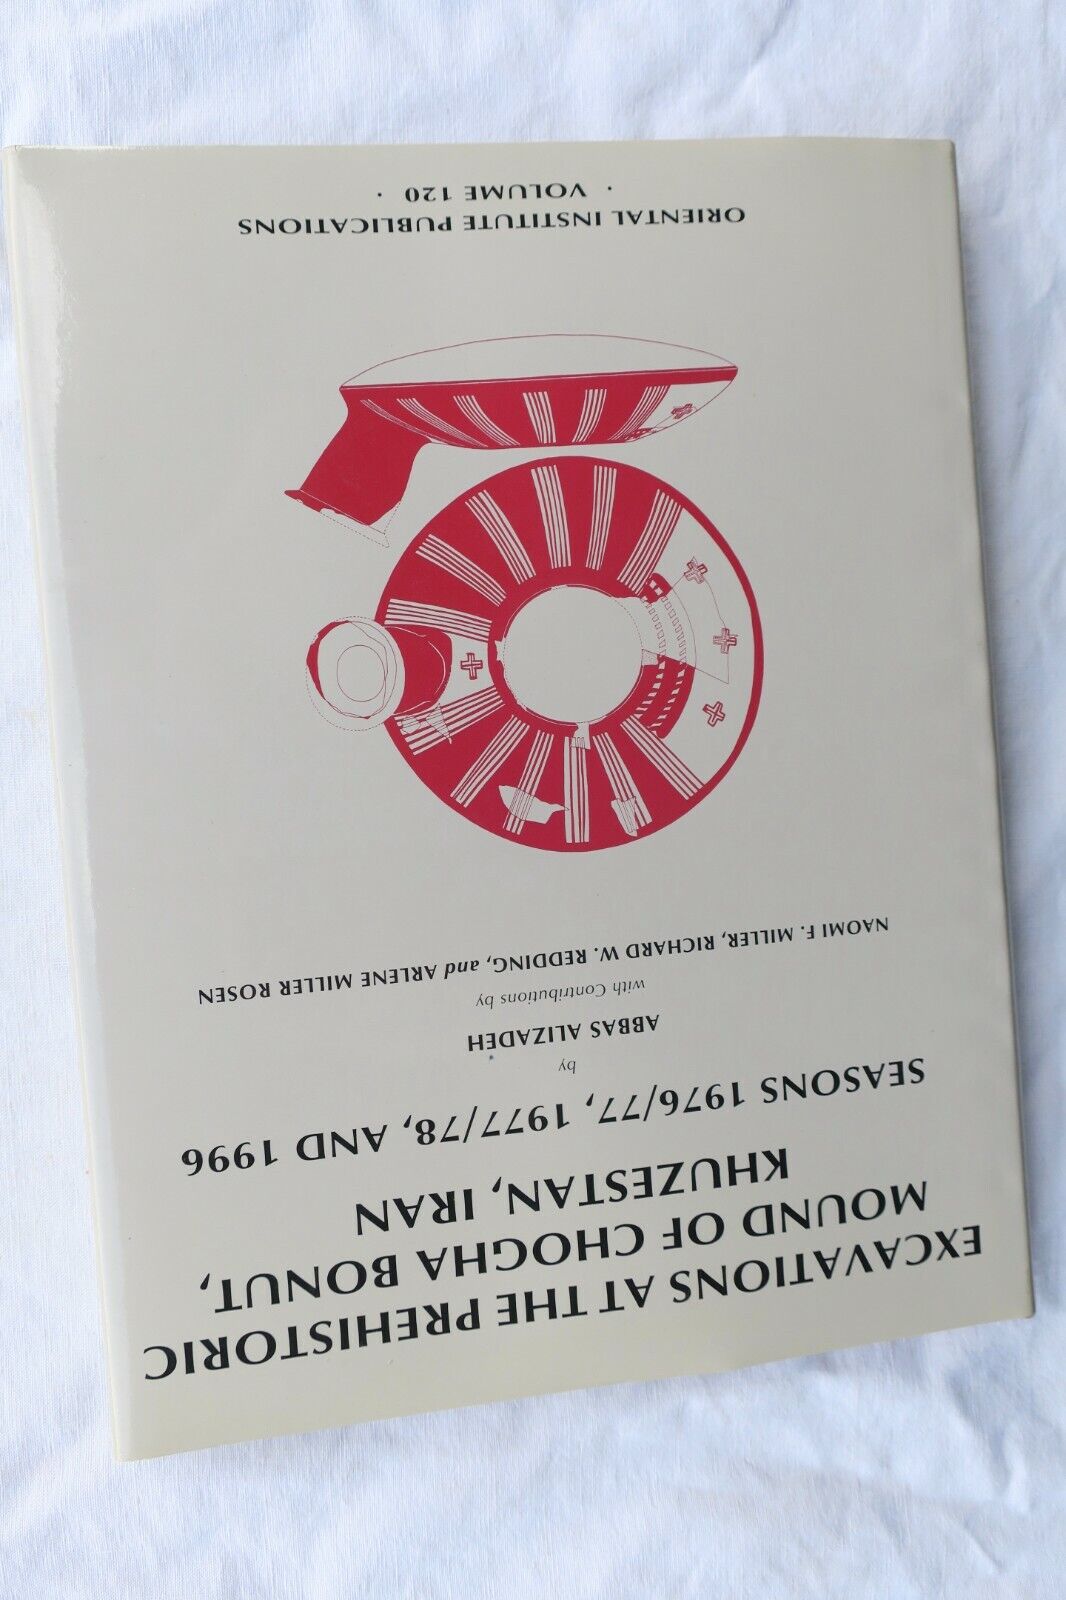 EXCAVATIONS AT THE PREHISTORIC
MOUND OF CHOGHA BONUT,
KHUZESTAN, IRAN
SEASONS 1976/77, 1977/78, AND 1996
by
ABBAS ALIZADEH
with Contributions by
NAOMI F. MILLER, RICHARD W. REDDING, and ARLENE MILLER ROSEN
ORIENTAL INSTITUTE PUBLICATIONS
· VOLUME 120 ·